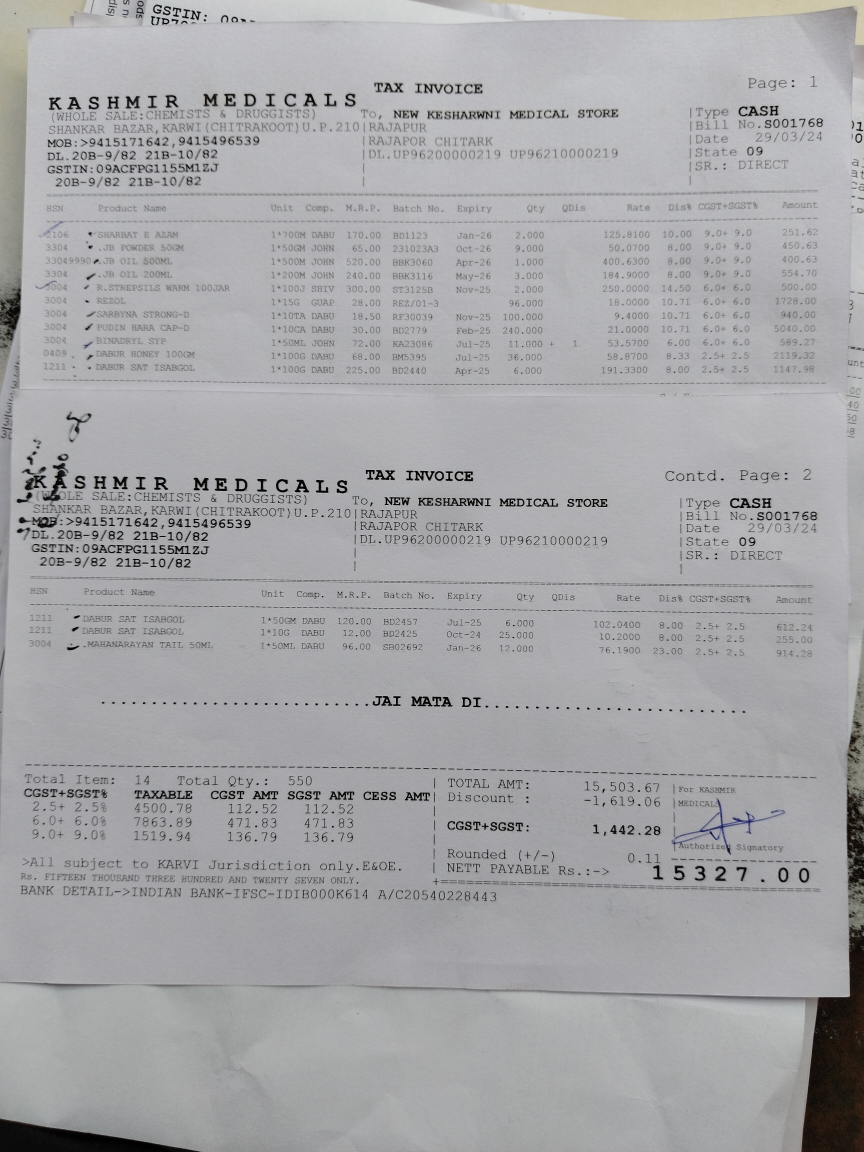 GSTIN:
TAX INVOICE Page: 1
KASHMIR MEDICALS
(WHOLE SALE:CHEMISTS & DRUGGISTS) To, NEW KESHARWNI MEDICAL STORE |Type CASH
SHANKAR BAZAR,KARWI(CHITRAKOOT)U.P.210|RAJAPUR |Bill No.S001768
MOB:>9415171642,9415496539 |RAJAPOR CHITARK |Date 29/03/24
DL.20B-9/82 21B-10/82 |DL.UP96200000219 UP96210000219 |State 09
GSTIN:09ACFPG1155M1ZJ | |SR.: DIRECT
20B-9/82 21B-10/82 |
HSN Product Name Unit Comp. M.R.P. Batch No. Expiry Qty QDis Rate Dis% CGST+SGST% Amount
2106 SHARBAT E AZAM 1*700M DABU 170.00 BD1123 Jan-26 2.000 125.8100 10.00 9.0+ 9.0 251.62
3304 .JB POWDER 50GM 1*50GM JOHN 65.00 231023A3 Oct-26 9.000 50.0700 8.00 9.0+ 9.0 450.63
33049990 .JB OIL 500ML 1*500M JOHN 520.00 BBK3060 Apr-26 1.000 400.6300 8.00 9.0+ 9.0 400.63
3304 .JB OIL 200ML 1*200M JOHN 240.00 BBK3116 May-26 3.000 184.9000 8.00 9.0+ 9.0 554.70
3004 R.STREPSILS WARM 100JAR 1*100J SHIV 300.00 ST3125B Nov-25 2.000 250.0000 14.50 6.0+ 6.0 500.00
3004 REZOL 1*15G GUAP 28.00 REZ/01-3 96.000 18.0000 10.71 6.0+ 6.0 1728.00
3004 SARBYNA STRONG-D 1*10TA DABU 18.50 RF30039 Nov-25 100.000 9.4000 10.71 6.0+ 6.0 940.00
3004 PUDIN HARA CAP-D 1*10CA DABU 30.00 BD2779 Feb-25 240.000 21.0000 10.71 6.0+ 6.0 5040.00
3004 BINADRYL SYP 1*50ML JOHN 72.00 KA23086 Jul-25 11.000 + 1 53.5700 6.00 6.0+ 6.0 589.27
0409 DABUR HONEY 100GM 1*100G DABU 68.00 BM5395 Jul-25 36.000 58.8700 8.33 2.5+ 2.5 2119.32
1211 DABUR SAT ISABGOL 1*100G DABU 225.00 BD2440 Apr-25 6.000 191.3300 8.00 2.5+ 2.5 1147.98
TAX INVOICE Contd. Page: 2
KASHMIR MEDICALS
(WHOLE SALE:CHEMISTS & DRUGGISTS) To, NEW KESHARWNI MEDICAL STORE |Type CASH
SHANKAR BAZAR,KARWI(CHITRAKOOT)U.P.210|RAJAPUR |Bill No.S001768
MOB:>9415171642,9415496539 |RAJAPOR CHITARK |Date 29/03/24
DL.20B-9/82 21B-10/82 |DL.UP96200000219 UP96210000219 |State 09
GSTIN:09ACFPG1155M1ZJ | |SR.: DIRECT
20B-9/82 21B-10/82 |
HSN Product Name Unit Comp. M.R.P. Batch No. Expiry Qty QDis Rate Dis% CGST+SGST% Amount
1211 DABUR SAT ISABGOL 1*50GM DABU 120.00 BD2457 Jul-25 6.000 102.0400 8.00 2.5+ 2.5 612.24
1211 DABUR SAT ISABGOL 1*10G DABU 12.00 BD2425 Oct-24 25.000 10.2000 8.00 2.5+ 2.5 255.00
3004 .MAHANARAYAN TAIL 50ML 1*50ML DABU 96.00 SB02692 Jan-26 12.000 76.1900 23.00 2.5+ 2.5 914.28
...........................JAI MATA DI..........................
Total Item: 14 Total Qty.: 550 | TOTAL AMT: 15,503.67 |For KASHMIR
CGST+SGST% TAXABLE CGST AMT SGST AMT CESS AMT| Discount : -1,619.06 |MEDICALS
2.5+ 2.5% 4500.78 112.52 112.52
6.0+ 6.0% 7863.89 471.83 471.83 | CGST+SGST: 1,442.28
9.0+ 9.0% 1519.94 136.79 136.79 |Authorized Signatory
| Rounded (+/-) 0.11
>All subject to KARVI Jurisdiction only.E&OE. | NETT PAYABLE Rs.:-> 15327.00
Rs. FIFTEEN THOUSAND THREE HUNDRED AND TWENTY SEVEN ONLY.
BANK DETAIL->INDIAN BANK-IFSC-IDIB000K614 A/C20540228443